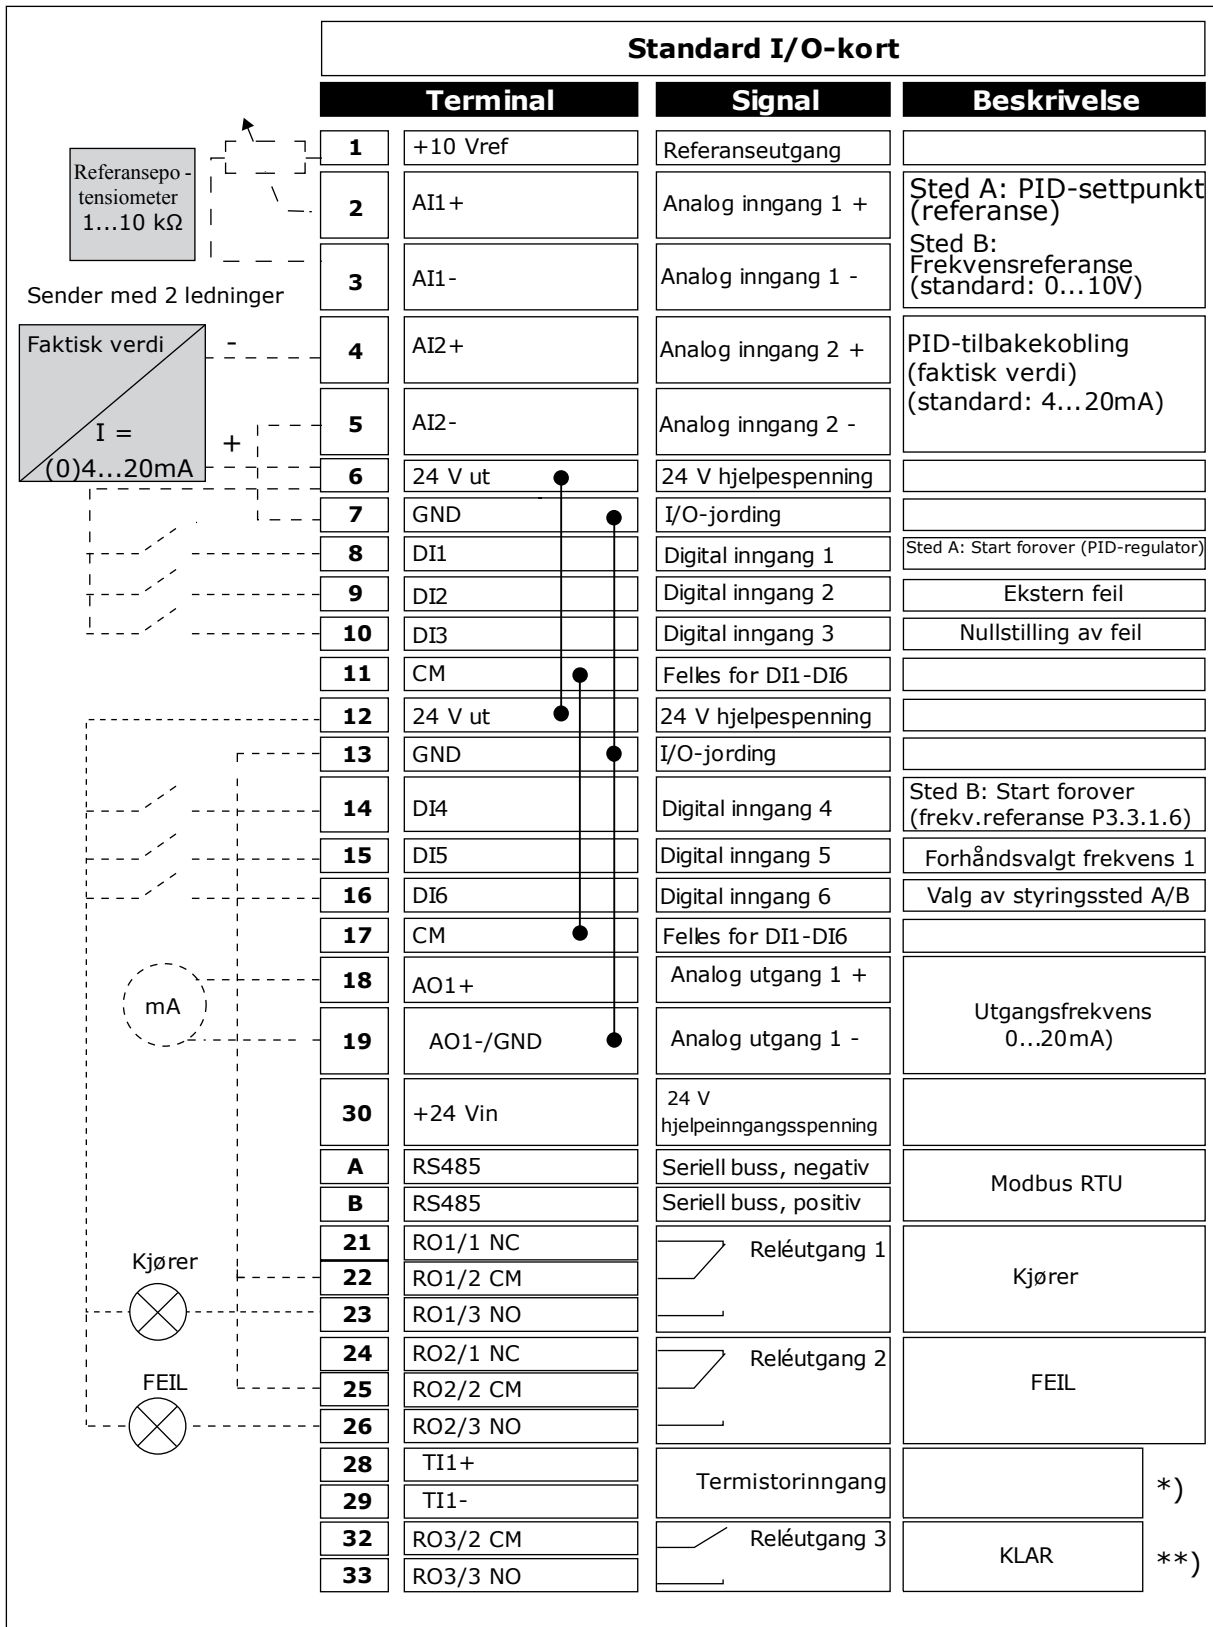 Standard I/O-kort
Terminal Signal Beskrivelse
Referansepo -
tensiometer
1...10 kΩ
1 +10 Vref Referanseutgang
2 AI1+ Analog inngang 1 +
3 AI1- Analog inngang 1 -
Sted A: PID-settpunkt
(referanse)
Sted B:
Frekvensreferanse
(standard: 0...10V)
Sender med 2 ledninger
Faktisk verdi
-
I =
+
(0)4...20mA
4 AI2+ Analog inngang 2 +
5 AI2- Analog inngang 2 -
PID-tilbakekobling
(faktisk verdi)
(standard: 4...20mA)
6 24 V ut 24 V hjelpespenning
7 GND I/O-jording
8 DI1 Digital inngang 1 Sted A: Start forover (PID-regulator)
9 DI2 Digital inngang 2 Ekstern feil
10 DI3 Digital inngang 3 Nullstilling av feil
11 CM Felles for DI1-DI6
12 24 V ut 24 V hjelpespenning
13 GND I/O-jording
14 DI4 Digital inngang 4
Sted B: Start forover
(frekv.referanse P3.3.1.6)
15 DI5 Digital inngang 5 Forhåndsvalgt frekvens 1
16 DI6 Digital inngang 6 Valg av styringssted A/B
17 CM Felles for DI1-DI6
mA
18 AO1+ Analog utgang 1 +
19 AO1-/GND Analog utgang 1 -
Utgangsfrekvens
0...20mA)
30 +24 Vin
24 V
hjelpeinngangsspenning
A RS485 Seriell buss, negativ
B RS485 Seriell buss, positiv
Modbus RTU
Kjører
21 RO1/1 NC Reléutgang 1
22 RO1/2 CM
23 RO1/3 NO
Kjører
FEIL
24 RO2/1 NC Reléutgang 2
25 RO2/2 CM
26 RO2/3 NO
FEIL
28 TI1+
29 TI1-
Termistorinngang
*)
32 RO3/2 CM Reléutgang 3
33 RO3/3 NO
KLAR
**)